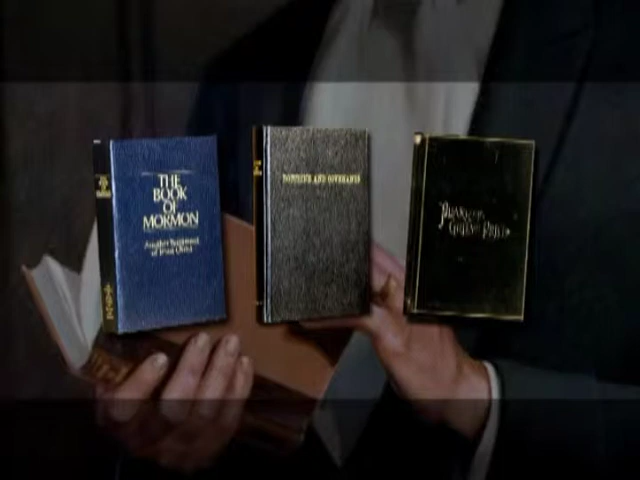 THE
BOOK
OF
MORMON
Another Testament
of Jesus Christ
DOCTRINE AND COVENANTS
PEARL OF
GREAT PRICE